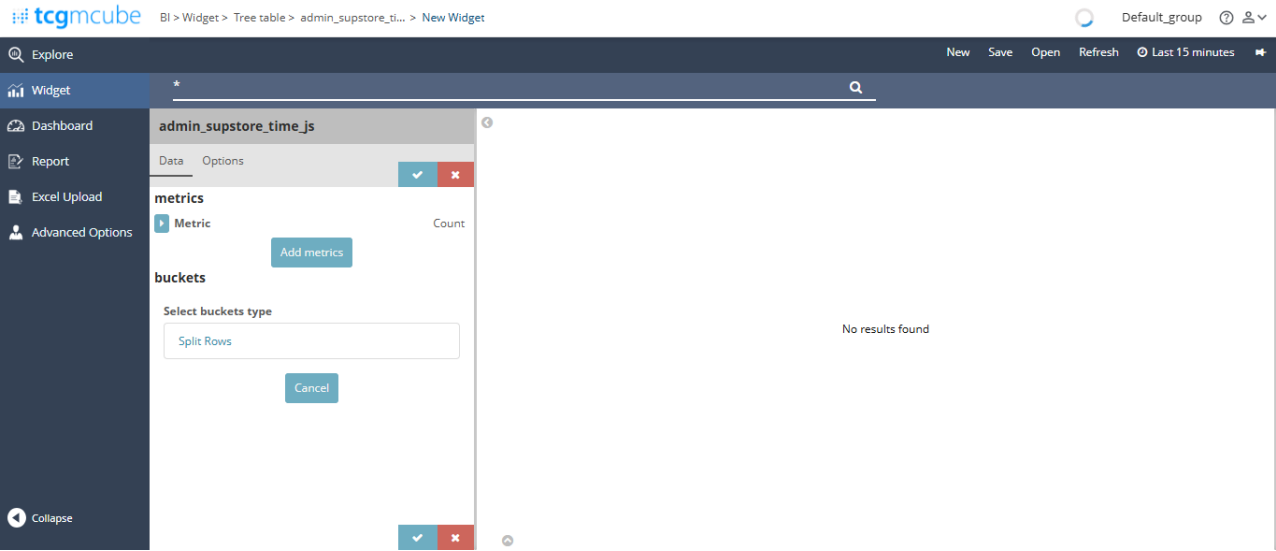 tcgmcube
BI > Widget > Tree table > admin_supstore_ti... > New Widget
Default_group
Explore
New Save Open Refresh Last 15 minutes
Widget
*
Dashboard
admin_supstore_time_js
Report
Data Options
Excel Upload
metrics
Advanced Options
Metric Count
Add metrics
buckets
Select buckets type
Split Rows
No results found
Cancel
Collapse